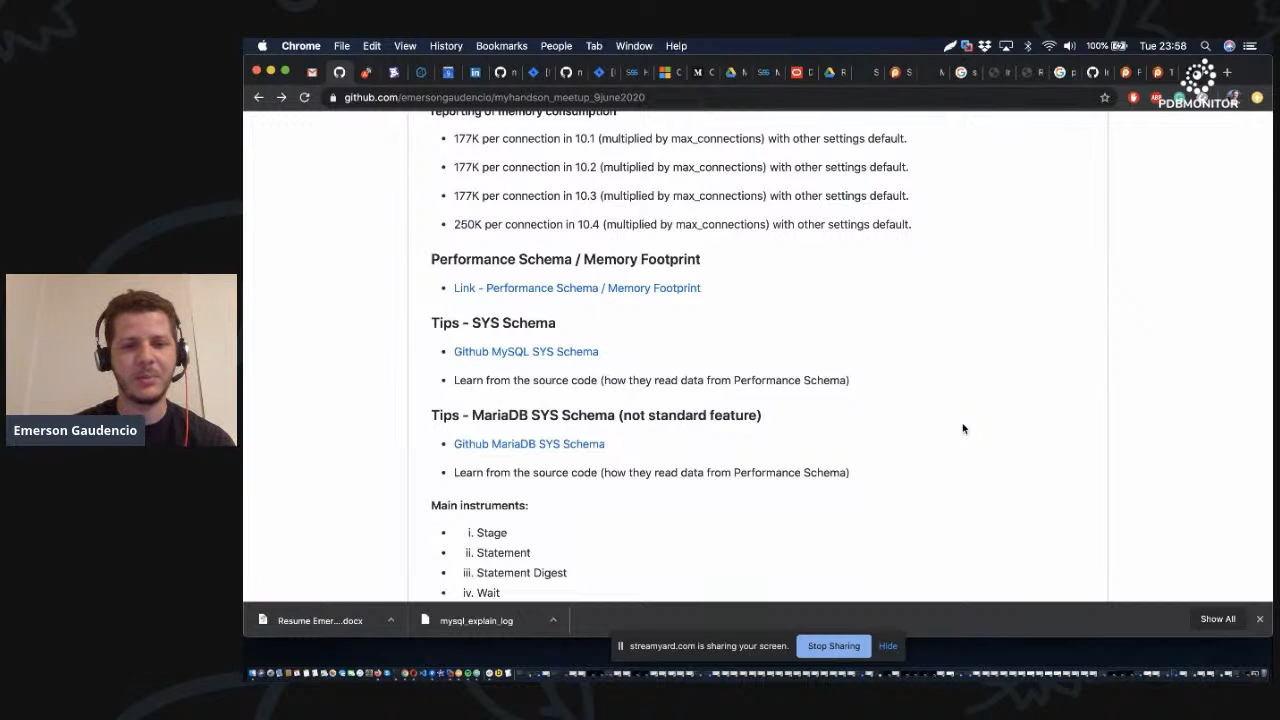 Chrome File Edit View History Bookmarks People Tab Window Help 100% Tue 23:58
github.com/emersongaudencio/myhandson_meetup_9june2020
PDBMONITOR
reporting of memory consumption
177K per connection in 10.1 (multiplied by max_connections) with other settings default.
177K per connection in 10.2 (multiplied by max_connections) with other settings default.
177K per connection in 10.3 (multiplied by max_connections) with other settings default.
250K per connection in 10.4 (multiplied by max_connections) with other settings default.
Performance Schema / Memory Footprint
Link - Performance Schema / Memory Footprint
Tips - SYS Schema
Github MySQL SYS Schema
Learn from the source code (how they read data from Performance Schema)
Tips - MariaDB SYS Schema (not standard feature)
Github MariaDB SYS Schema
Learn from the source code (how they read data from Performance Schema)
Main instruments:
i. Stage
ii. Statement
iii. Statement Digest
iv. Wait
Emerson Gaudencio
Resume Emer....docx
mysql_explain_log
Show All
streamyard.com is sharing your screen.
Stop Sharing
Hide